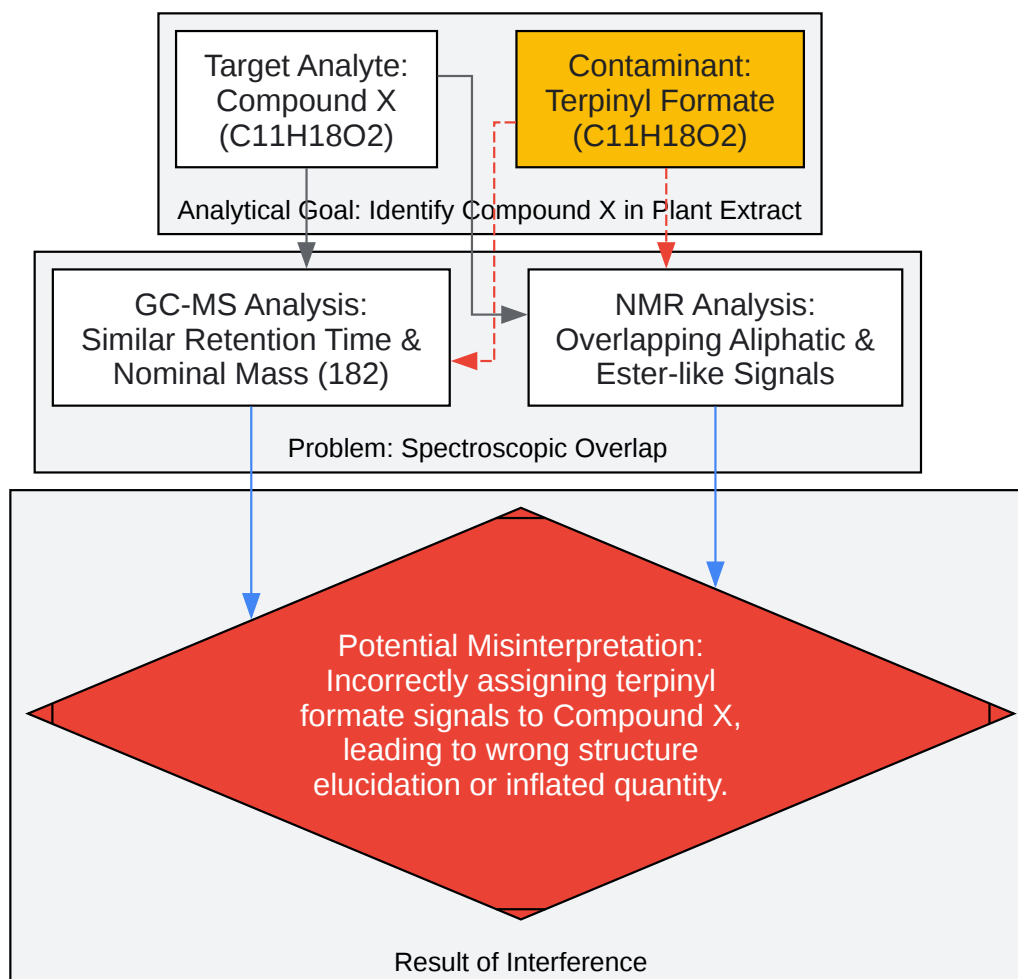 Target Analyte:
Compound X
(C11H18O2)
Contaminant:
Terpinyl Formate
(C11H18O2)
Analytical Goal: Identify Compound X in Plant Extract
GC-MS Analysis:
Similar Retention Time &
Nominal Mass (182)
NMR Analysis:
Overlapping Aliphatic &
Ester-like Signals
Problem: Spectroscopic Overlap
Potential Misinterpretation:
Incorrectly assigning terpinyl
formate signals to Compound X,
leading to wrong structure
elucidation or inflated quantity.
Result of Interference